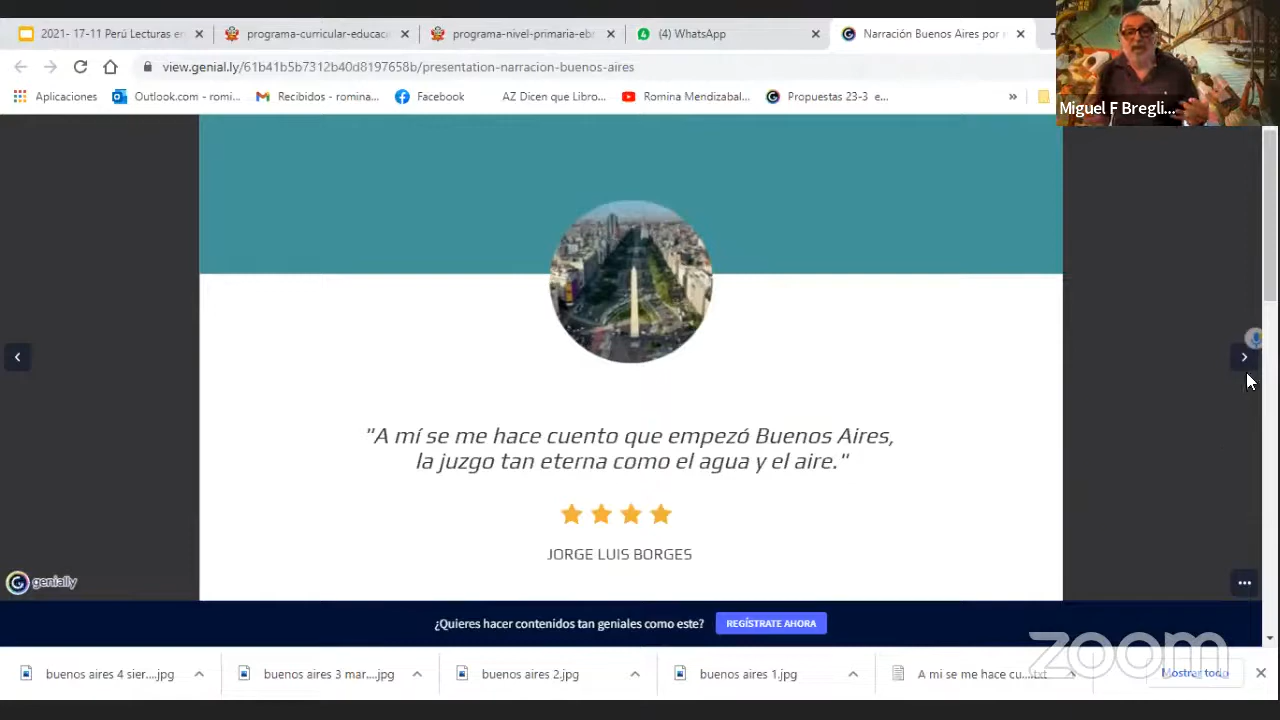 2021- 17-11 Perú Lecturas en
programa-curricular-educac
programa-nivel-primaria-ebr
(4) WhatsApp
Narración Buenos Aires por
view.genial.ly/61b41b5b7312b40d8197658b/presentation-narracion-buenos-aires
Aplicaciones
Outlook.com - romi...
Recibidos - romina...
Facebook
AZ Dicen que Libro...
Romina Mendizabal...
Propuestas 23-3 e...
»
Miguel F Bregli...
"A mí se me hace cuento que empezó Buenos Aires,
la juzgo tan eterna como el agua y el aire."
JORGE LUIS BORGES
genially
¿Quieres hacer contenidos tan geniales como este?
REGÍSTRATE AHORA
zoom
buenos aires 4 sier....jpg
buenos aires 3 mar....jpg
buenos aires 2.jpg
buenos aires 1.jpg
A mi se me hace cu....txt
Mostrar todo